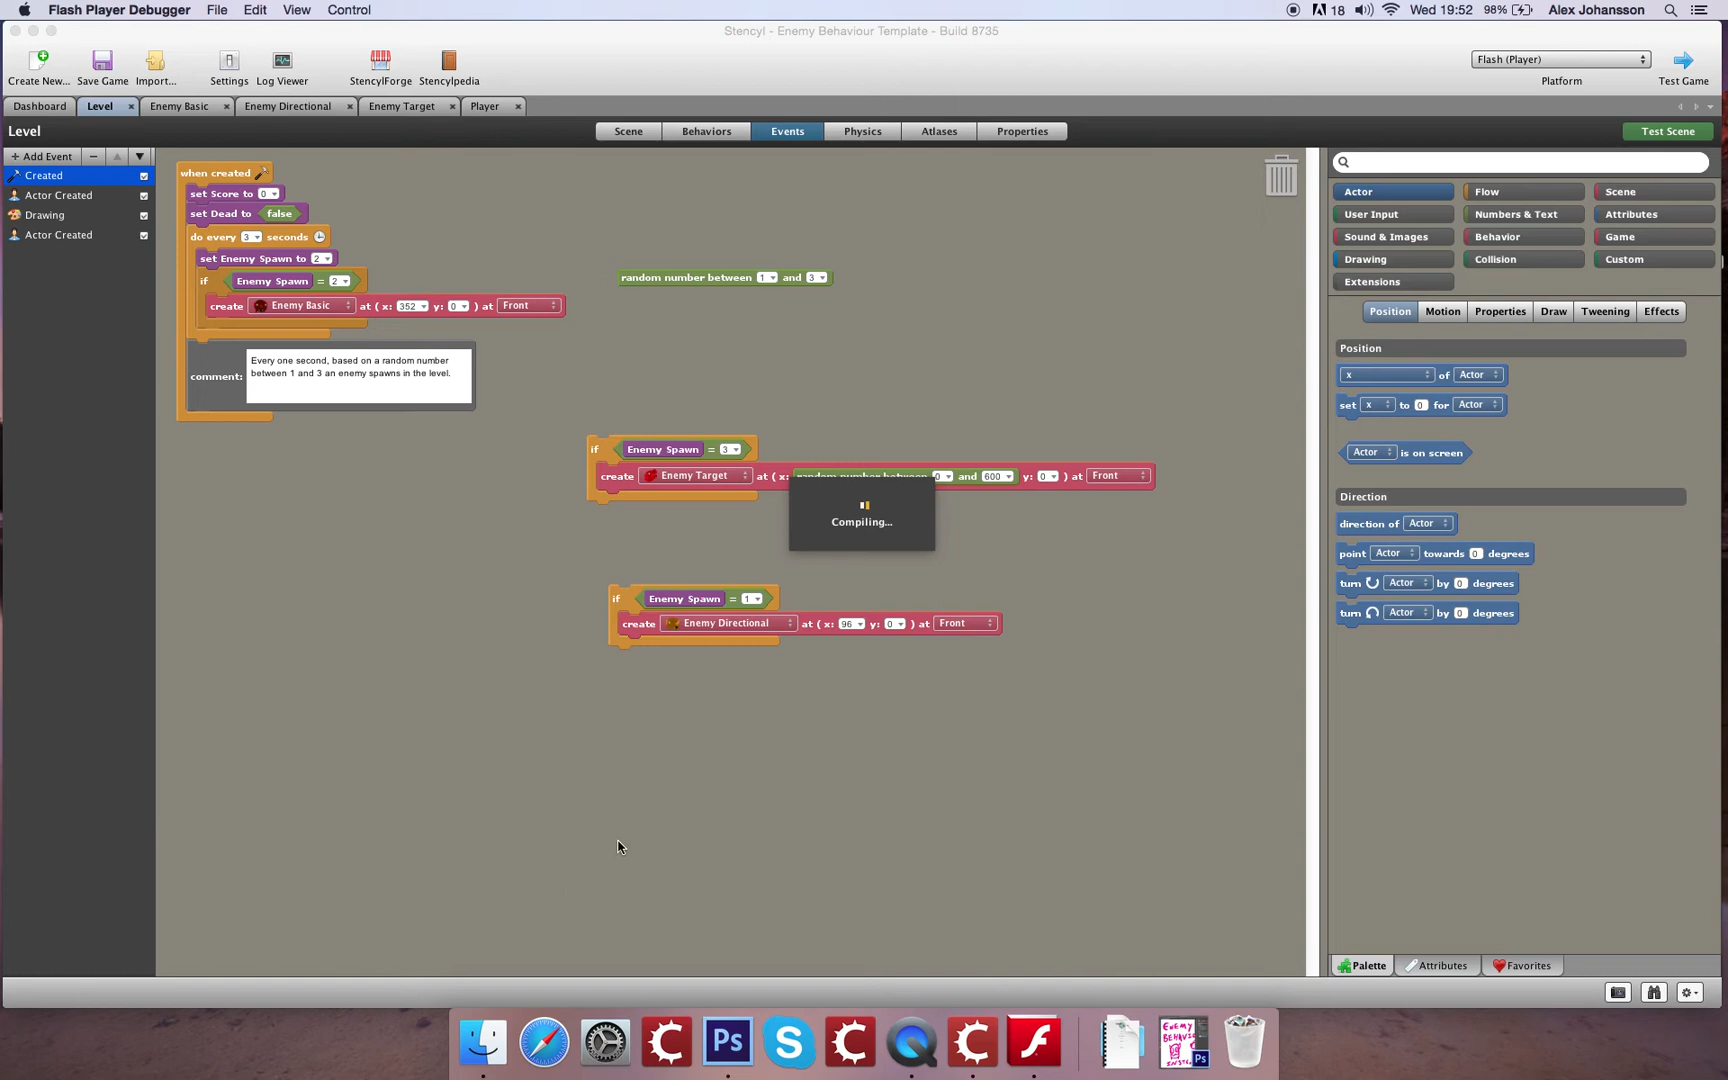 Flash Player Debugger File Edit View Control
18 Wed 19:52 98% Alex Johansson
Stencyl - Enemy Behaviour Template - Build 8735
Create New... Save Game Import... Settings Log Viewer StencylForge Stencylpedia
Flash (Player)
Platform
Test Game
Dashboard Level Enemy Basic Enemy Directional Enemy Target Player
Level
Scene Behaviors Events Physics Atlases Properties
Test Scene
+ Add Event
Created
Actor Created
Drawing
Actor Created
when created
set Score to 0
set Dead to false
do every 3 seconds
set Enemy Spawn to 2
if Enemy Spawn = 2
create Enemy Basic at ( x: 352 y: 0 ) at Front
comment:
Every one second, based on a random number
between 1 and 3 an enemy spawns in the level.
random number between 1 and 3
if Enemy Spawn = 3
create Enemy Target at ( x: random number between 0 and 600 y: 0 ) at Front
Compiling...
if Enemy Spawn = 1
create Enemy Directional at ( x: 96 y: 0 ) at Front
Actor Flow Scene
User Input Numbers & Text Attributes
Sound & Images Behavior Game
Drawing Collision Custom
Extensions
Position Motion Properties Draw Tweening Effects
Position
x of Actor
set x to 0 for Actor
Actor is on screen
Direction
direction of Actor
point Actor towards 0 degrees
turn Actor by 0 degrees
turn Actor by 0 degrees
Palette Attributes Favorites
Ps
ENEMY
Ps